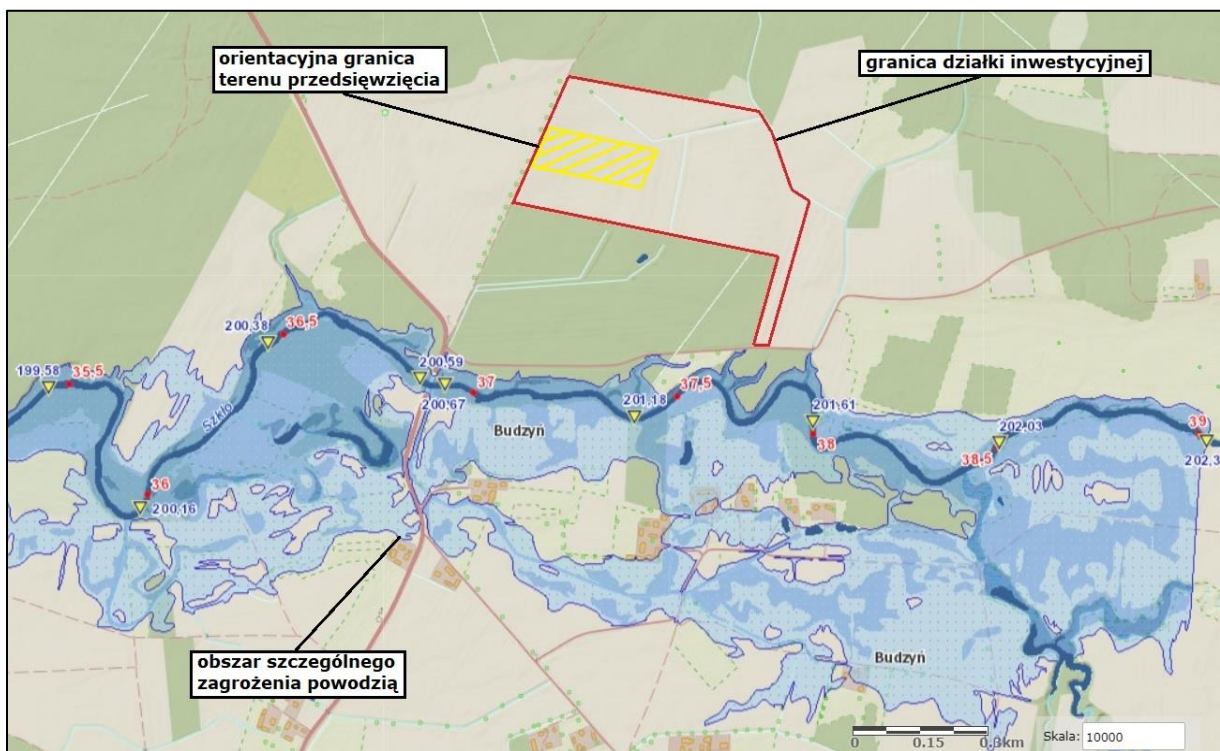 orientacyjna granica
terenu przedsięwzięcia
granica działki inwestycyjnej
200,38
36,5
199,58
35,5
Szkło
200,59
37
200,67
201,18
37,5
201,61
38
202,03
38,5
39
202,3
Budzyń
36
200,16
obszar szczególnego
zagrożenia powodzią
Budzyń
0 0.15 0.3km
Skala: 10000